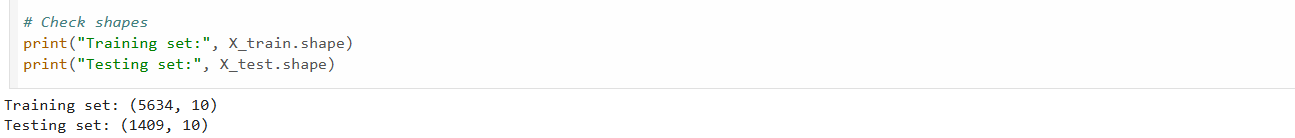 # Check shapes
print("Training set:", X_train.shape)
print("Testing set:", X_test.shape)
Training set: (5634, 10)
Testing set: (1409, 10)